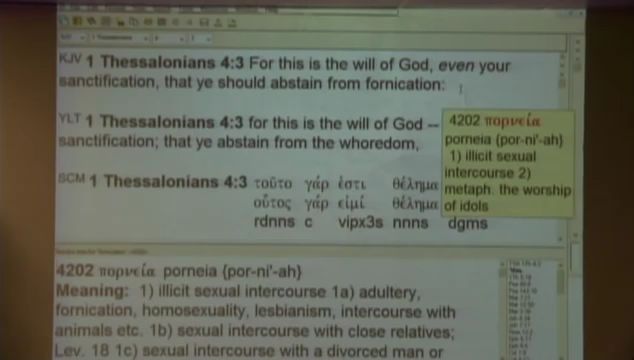 KJV 1 Thessalonians 4:3 For this is the will of God, even your
sanctification, that ye should abstain from fornication:
YLT 1 Thessalonians 4:3 for this is the will of God --
sanctification; that ye abstain from the whoredom,
4202 πορνεία
porneia {por-ni'-ah}
1) illicit sexual
intercourse 2)
metaph. the worship
of idols
SCM 1 Thessalonians 4:3 τοῦτο γάρ ἐστι θέλημα
οὗτος γάρ εἰμί θέλημα
rdnns c vipx3s nnns dgms
4202 πορνεία porneia {por-ni'-ah}
Meaning: 1) illicit sexual intercourse 1a) adultery,
fornication, homosexuality, lesbianism, intercourse with
animals etc. 1b) sexual intercourse with close relatives;
Lev. 18 1c) sexual intercourse with a divorced man or